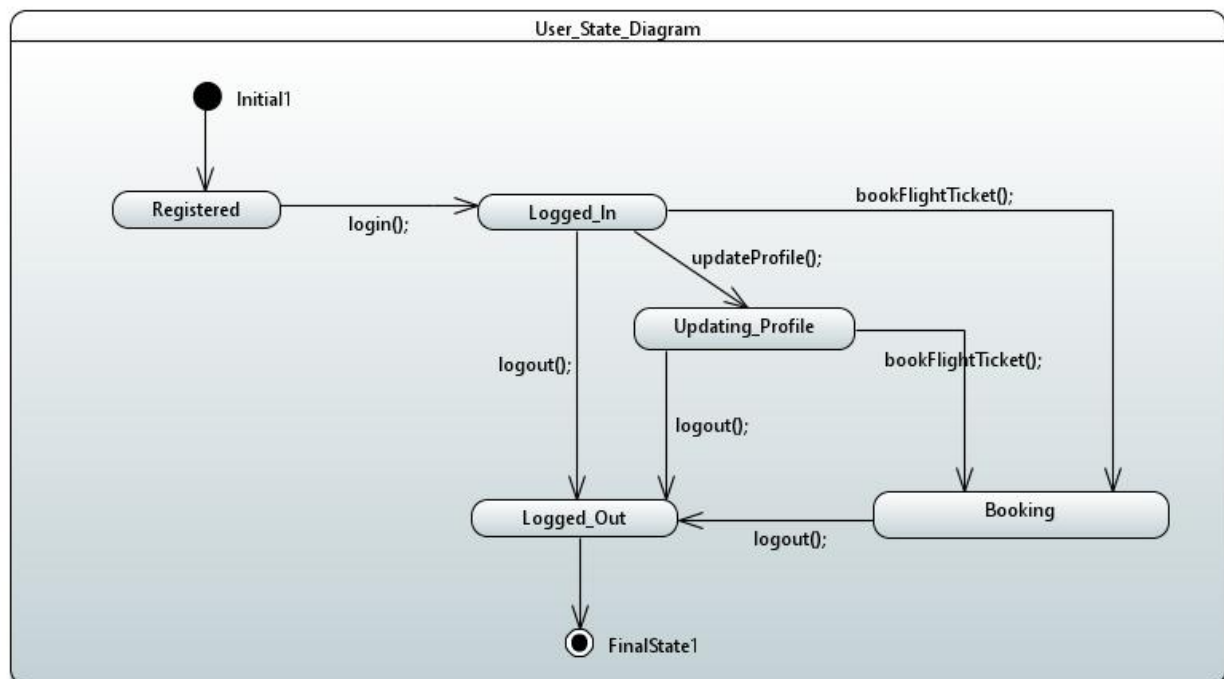 User_State_Diagram
Initial1
Registered
login();
Logged_In
bookFlightTicket();
updateProfile();
Updating_Profile
bookFlightTicket();
logout();
logout();
Logged_Out
logout();
Booking
FinalState1